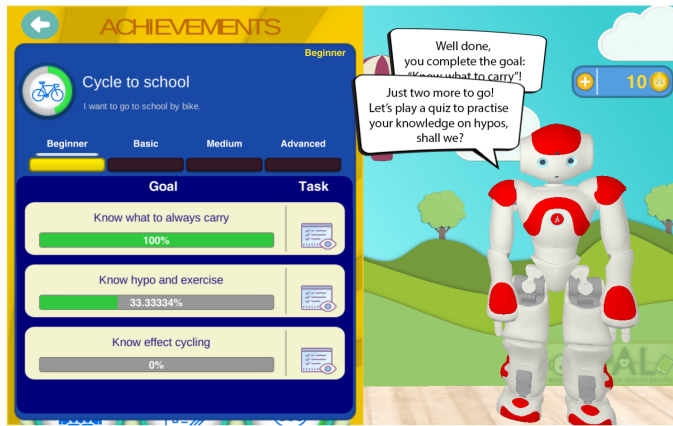 ACHIEVEMENTS
Beginner
Cycle to school
I want to go to school by bike.
Beginner Basic Medium Advanced
Goal Task
Know what to always carry
100%
Know hypo and exercise
33.33334%
Know effect cycling
0%
Well done,
you complete the goal:
"Know what to carry"!
Just two more to go!
Let's play a quiz to practise
your knowledge on hypos,
shall we?
10